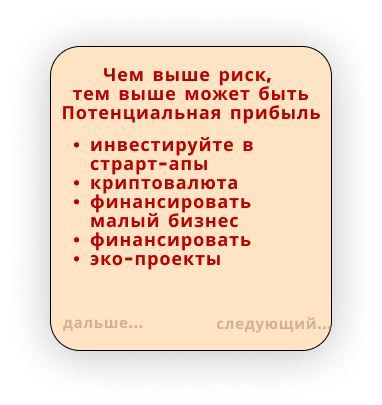 Чем выше риск,
тем выше может быть
Потенциальная прибыль
• инвестируйте в
страрт-апы
• криптовалюта
• финансировать
малый бизнес
• финансировать
• эко-проекты
дальше...
следующий...